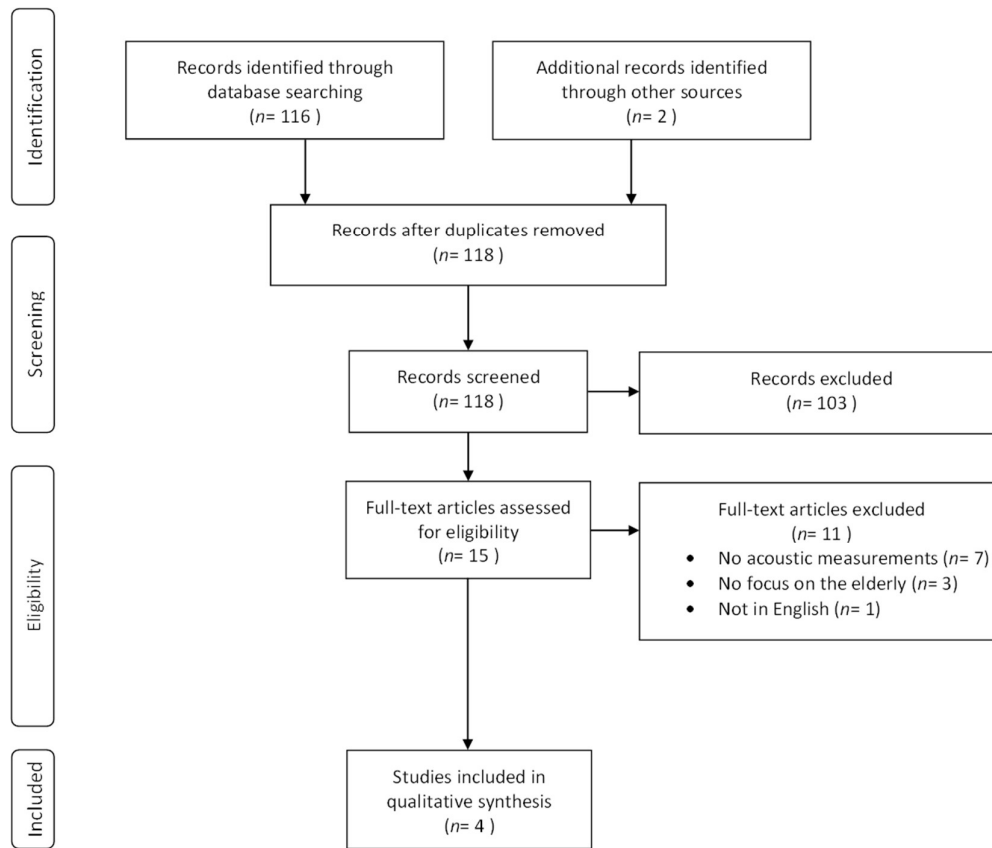 Identification
Records identified through
database searching
(n= 116 )
Additional records identified
through other sources
(n= 2 )
Records after duplicates removed
(n= 118 )
Screening
Records screened
(n= 118 )
Records excluded
(n= 103 )
Eligibility
Full-text articles assessed
for eligibility
(n= 15 )
Full-text articles excluded
(n= 11 )
• No acoustic measurements (n= 7)
• No focus on the elderly (n= 3)
• Not in English (n= 1)
Included
Studies included in
qualitative synthesis
(n= 4 )